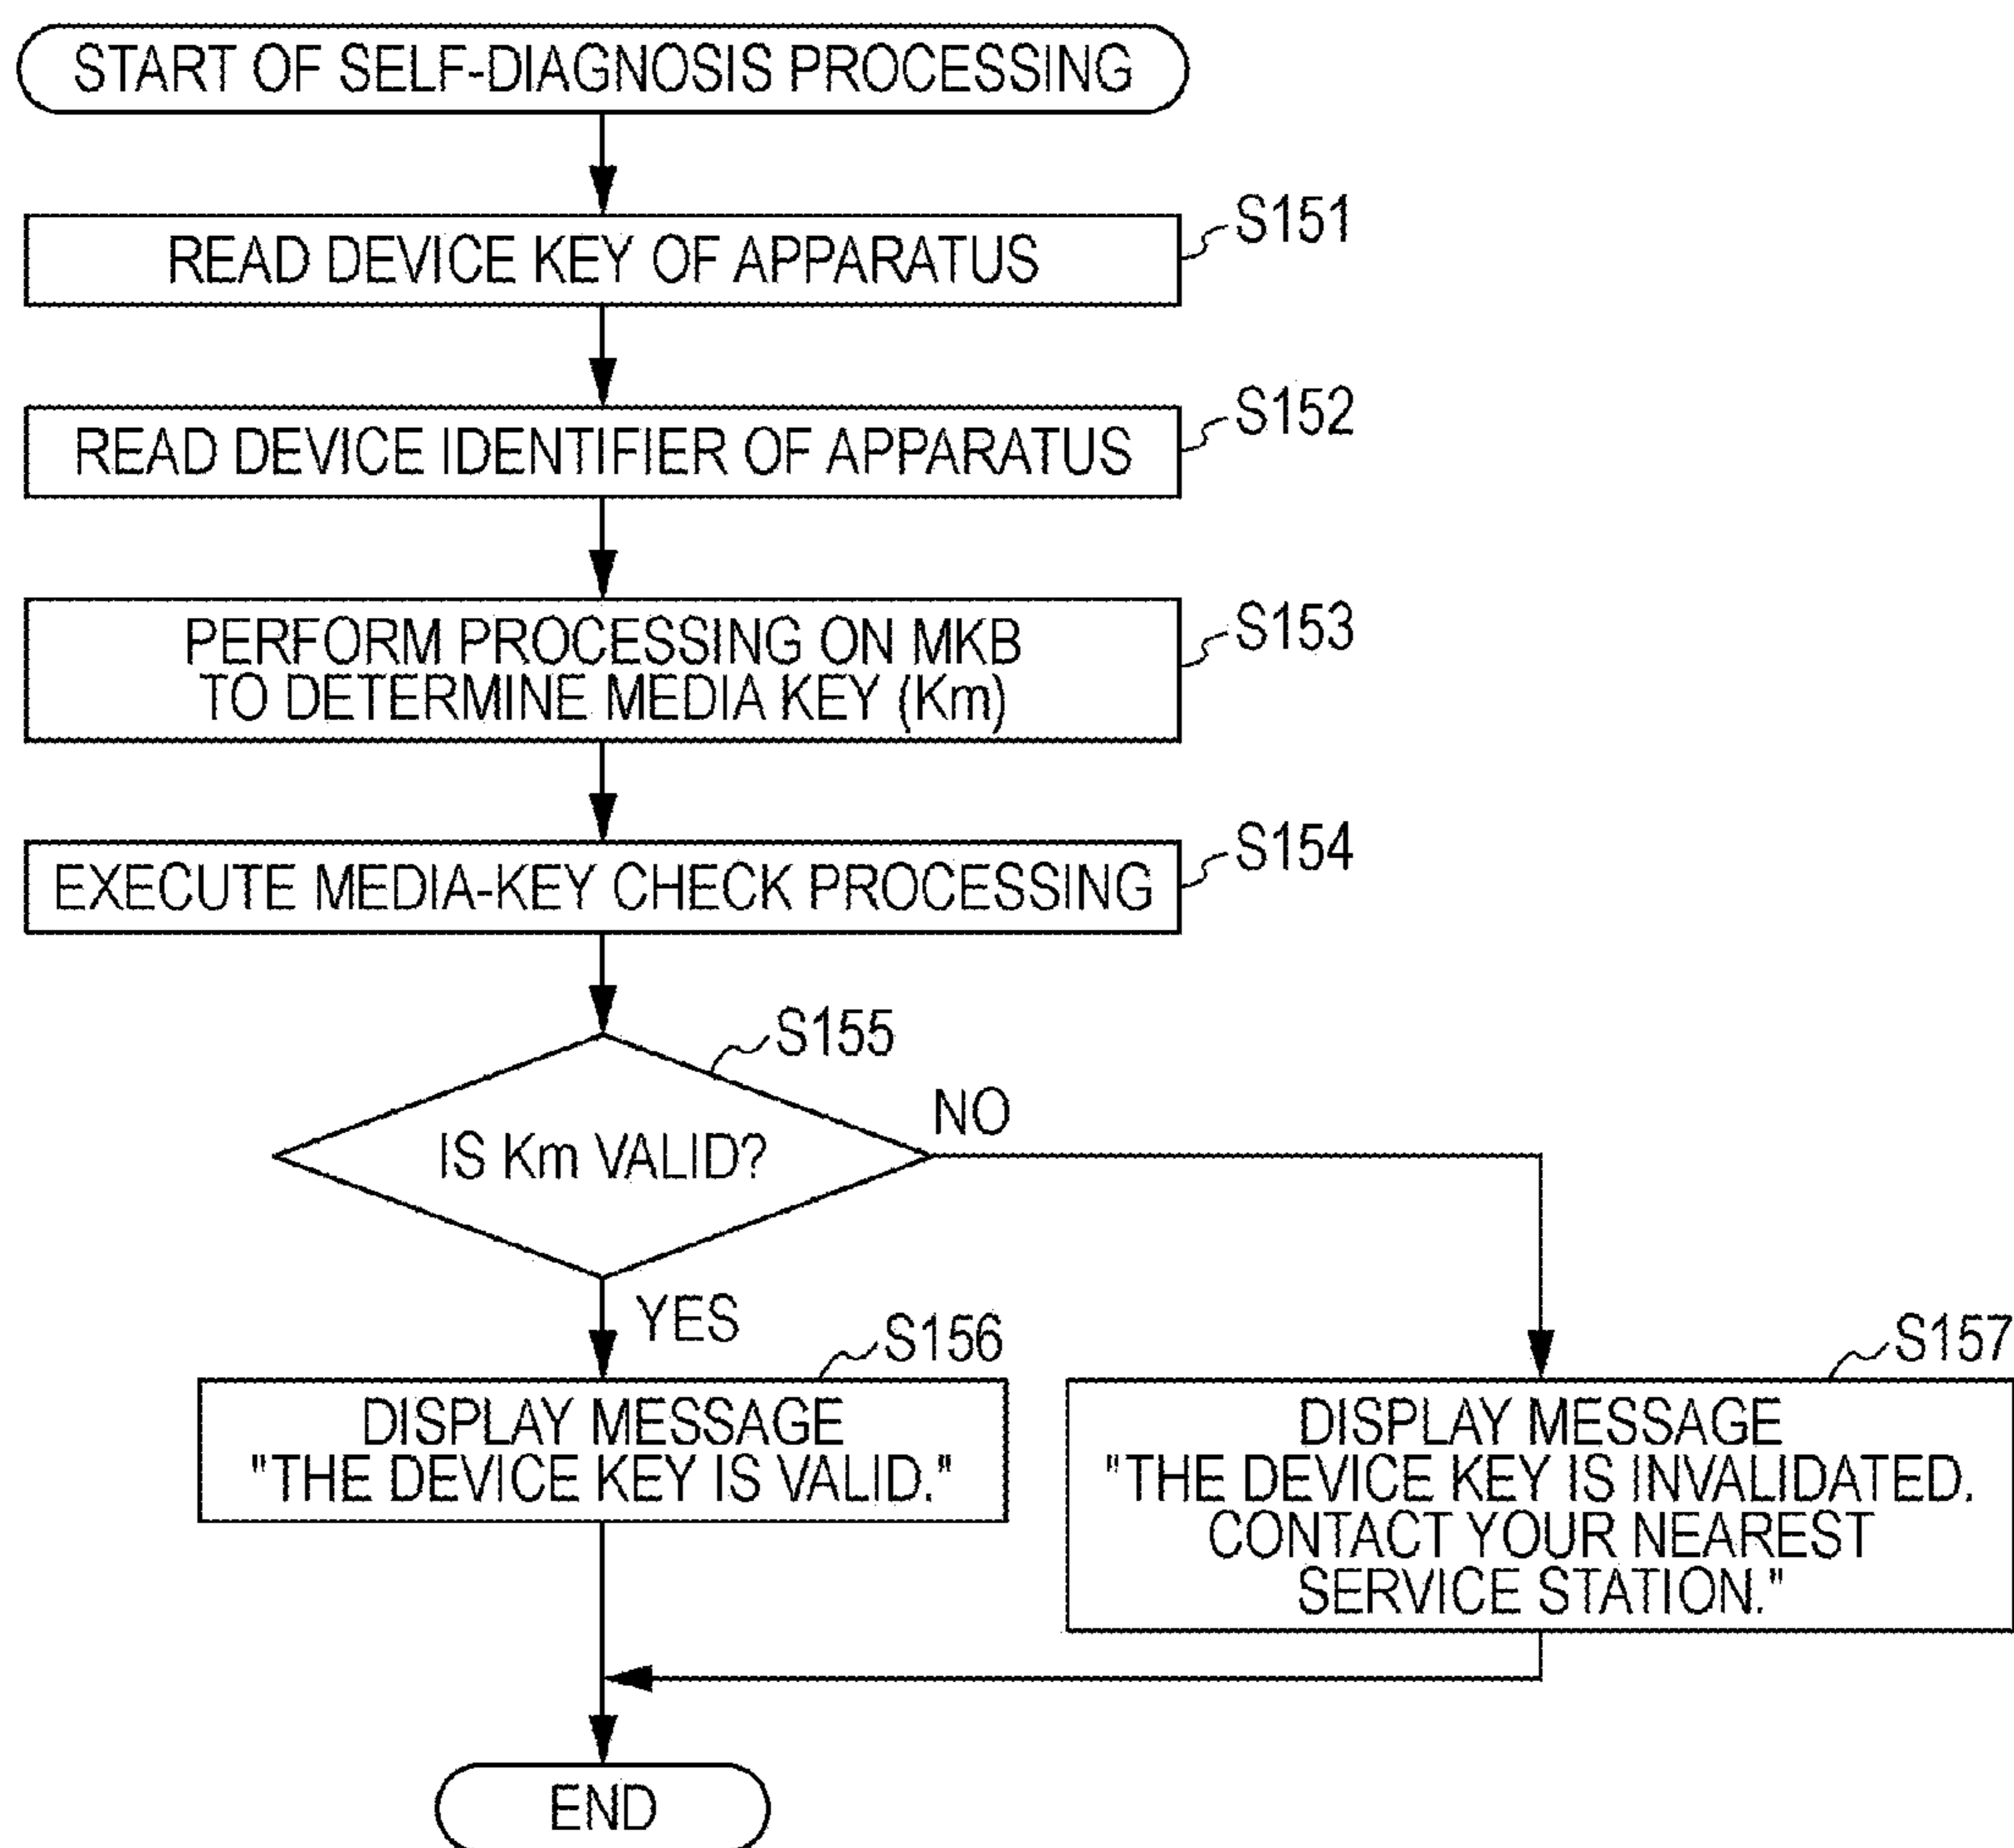 START OF SELF-DIAGNOSIS PROCESSING
READ DEVICE KEY OF APPARATUS
S151
READ DEVICE IDENTIFIER OF APPARATUS
S152
PERFORM PROCESSING ON MKB
TO DETERMINE MEDIA KEY (Km)
S153
EXECUTE MEDIA-KEY CHECK PROCESSING
S154
S155
IS Km VALID?
NO
YES
S156
DISPLAY MESSAGE
"THE DEVICE KEY IS VALID."
S157
DISPLAY MESSAGE
"THE DEVICE KEY IS INVALIDATED.
CONTACT YOUR NEAREST
SERVICE STATION."
END